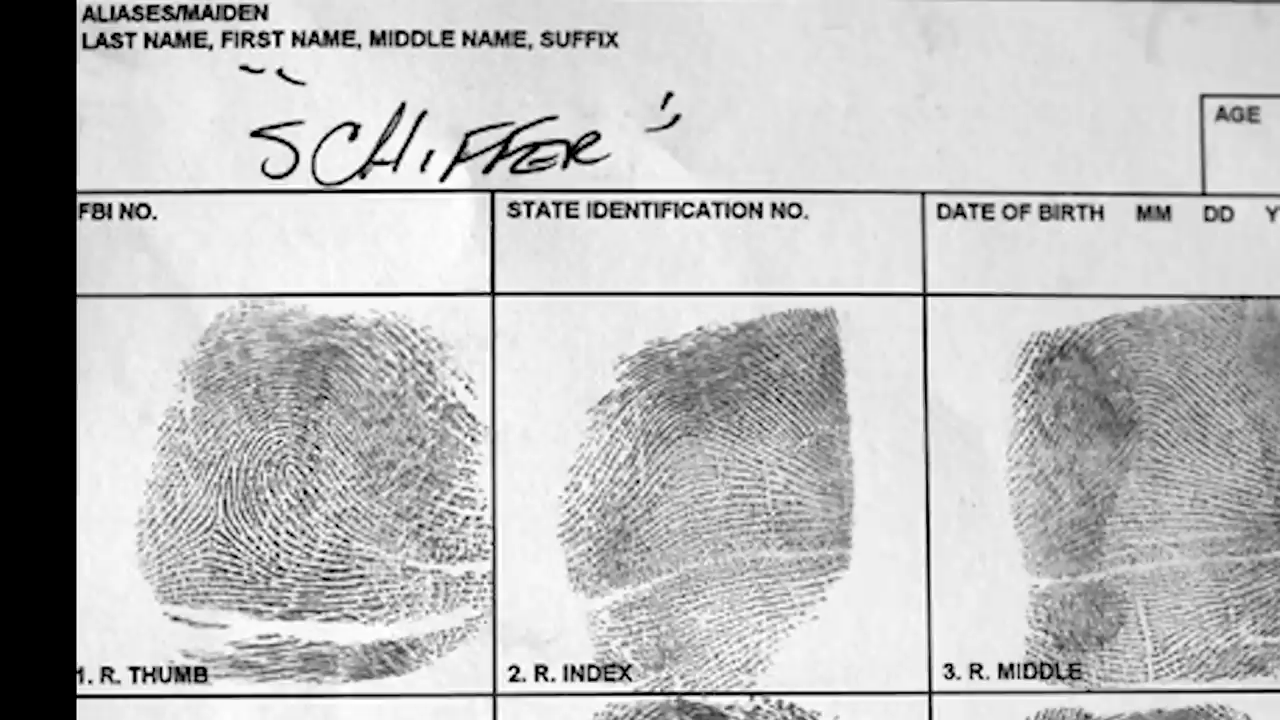 ALIASES/MAIDEN
LAST NAME, FIRST NAME, MIDDLE NAME, SUFFIX
"SCHIFFER"
AGE
FBI NO. STATE IDENTIFICATION NO. DATE OF BIRTH MM DD Y
1. R. THUMB 2. R. INDEX 3. R. MIDDLE